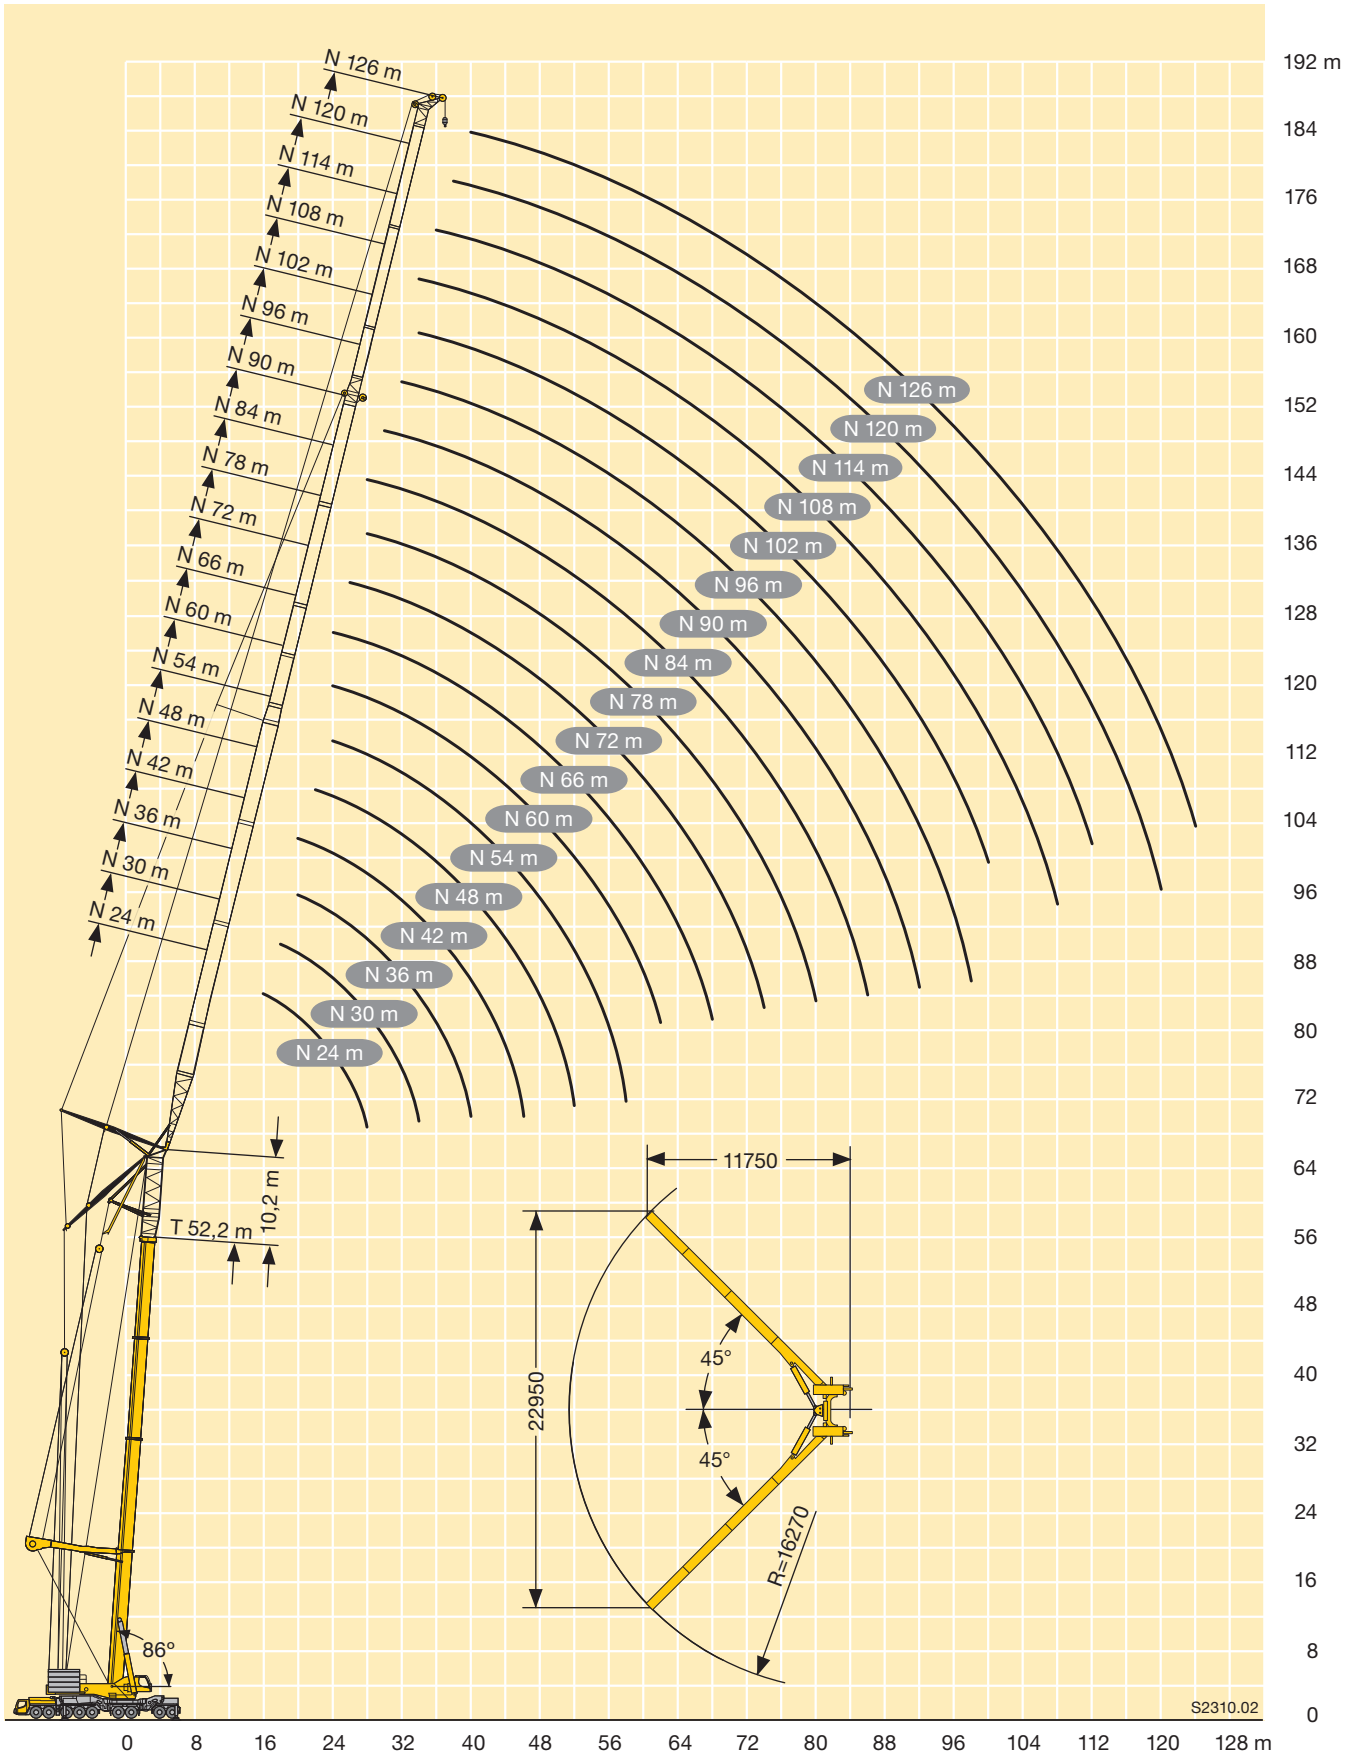 192 m
184
176
168
160
152
144
136
128
120
112
104
96
88
80
72
64
56
48
40
32
24
16
8
0
N 126 m
N 120 m
N 114 m
N 108 m
N 102 m
N 96 m
N 90 m
N 84 m
N 78 m
N 72 m
N 66 m
N 60 m
N 54 m
N 48 m
N 42 m
N 36 m
N 30 m
N 24 m
N 126 m
N 120 m
N 114 m
N 108 m
N 102 m
N 96 m
N 90 m
N 84 m
N 78 m
N 72 m
N 66 m
N 60 m
N 54 m
N 48 m
N 42 m
N 36 m
N 30 m
N 24 m
10,2 m
T 52,2 m
11750
22950
45°
45°
R=16270
86°
S2310.02
0 8 16 24 32 40 48 56 64 72 80 88 96 104 112 120 128 m